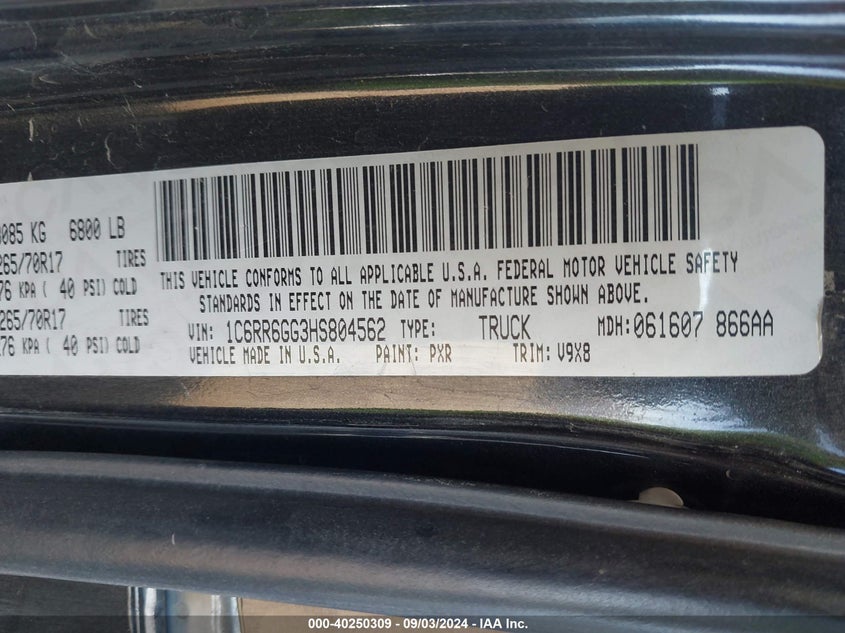 085 KG 6800 LB
265/70R17 TIRES
76 KPA ( 40 PSI) COLD
265/70R17 TIRES
76 KPA ( 40 PSI) COLD
THIS VEHICLE CONFORMS TO ALL APPLICABLE U.S.A. FEDERAL MOTOR VEHICLE SAFETY
STANDARDS IN EFFECT ON THE DATE OF MANUFACTURE SHOWN ABOVE.
VIN: 1C6RR6GG3HS804562 TYPE: TRUCK MDH: 061607 866AA
VEHICLE MADE IN U.S.A. PAINT: PXR TRIM: V9X8
000-40250309 - 09/03/2024 - IAA Inc.